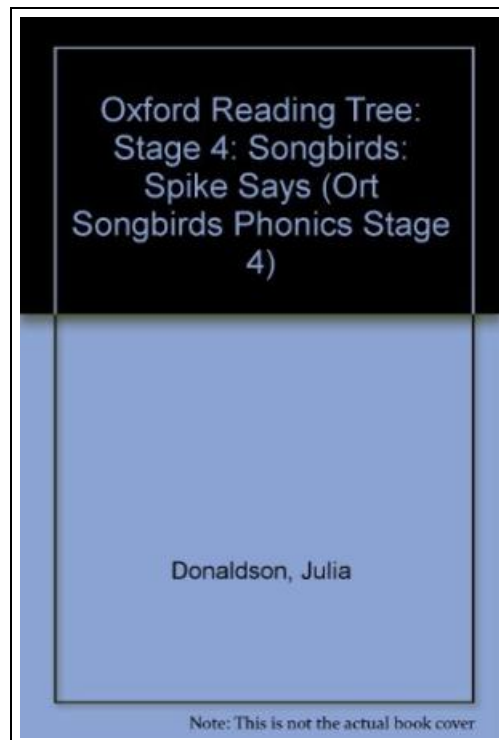 Oxford Reading Tree:
Stage 4: Songbirds:
Spike Says (Ort
Songbirds Phonics Stage
4)
Donaldson, Julia
Note: This is not the actual book cover